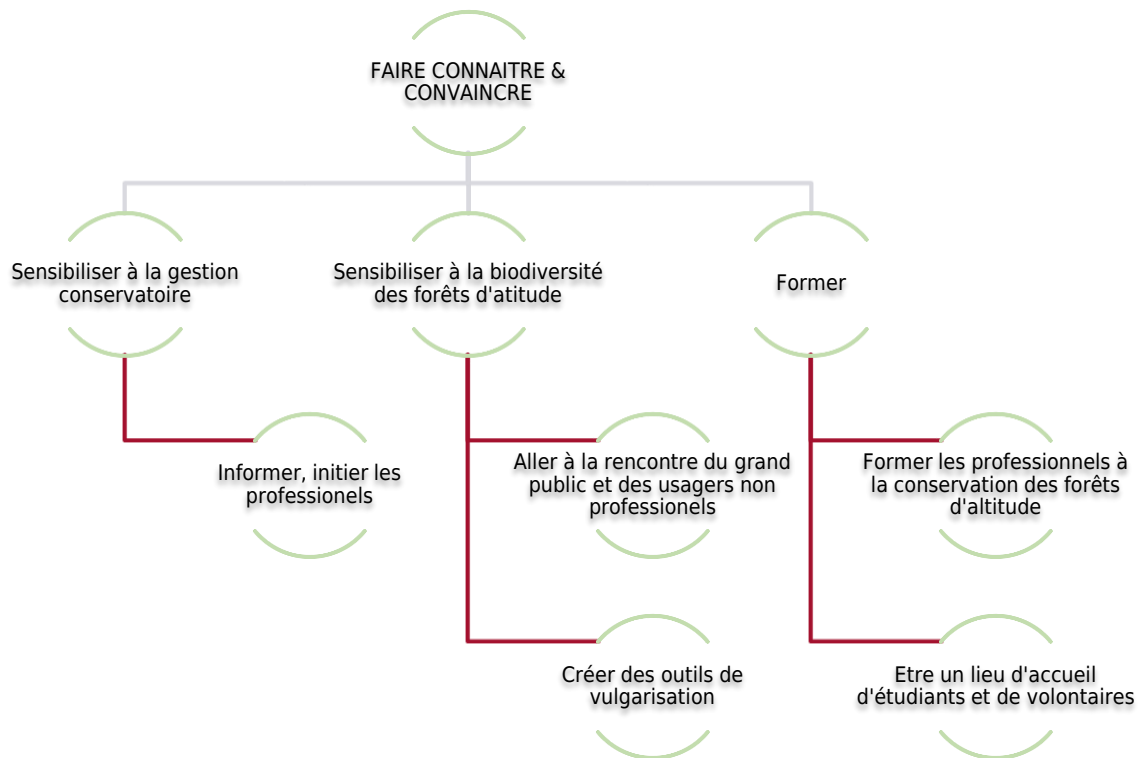 FAIRE CONNAITRE &
CONVAINCRE
Sensibiliser à la gestion
conservatoire
Sensibiliser à la biodiversité
des forêts d'atitude
Former
Informer, initier les
professionels
Aller à la rencontre du grand
public et des usagers non
professionels
Former les professionnels à
la conservation des forêts
d'altitude
Créer des outils de
vulgarisation
Etre un lieu d'accueil
d'étudiants et de volontaires